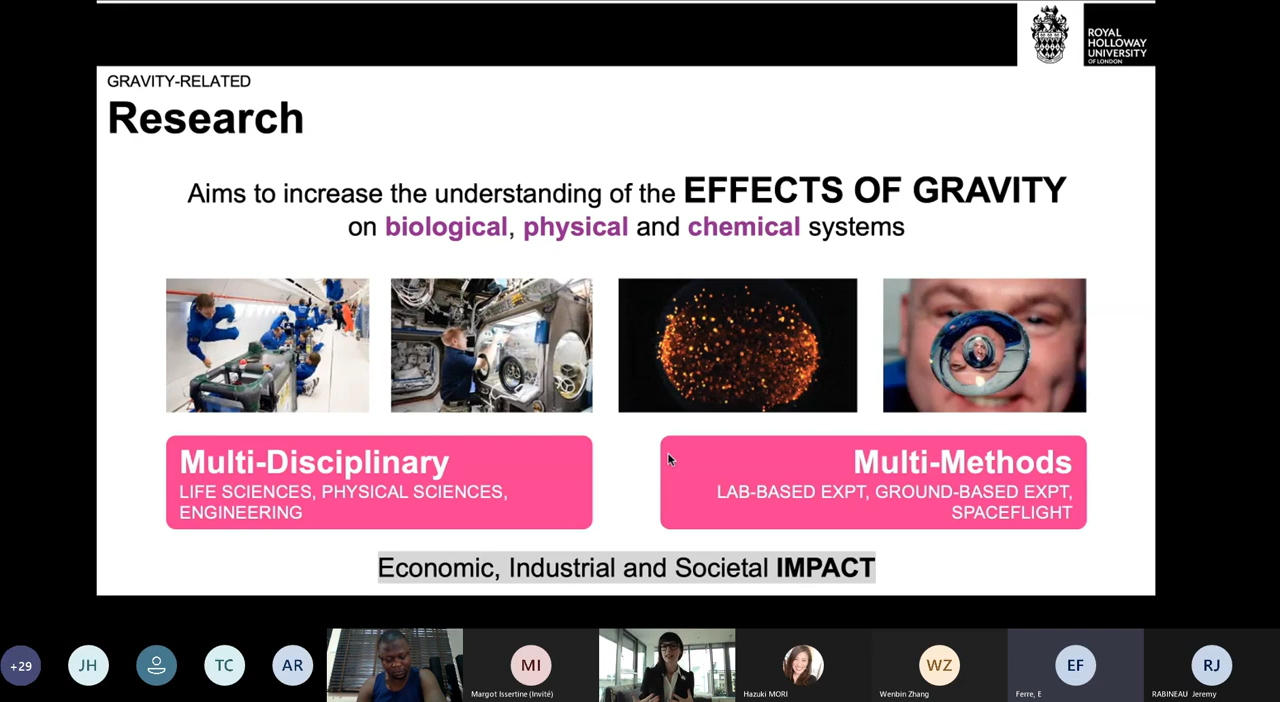 ROYAL
HOLLOWAY
UNIVERSITY
OF LONDON
GRAVITY-RELATED
Research
Aims to increase the understanding of the EFFECTS OF GRAVITY
on biological, physical and chemical systems
Multi-Disciplinary
LIFE SCIENCES, PHYSICAL SCIENCES,
ENGINEERING
Multi-Methods
LAB-BASED EXPT, GROUND-BASED EXPT,
SPACEFLIGHT
Economic, Industrial and Societal IMPACT
+29
JH
TC
AR
MI
Margot Issertine (Invité)
Hazuki MORI
WZ
Wenbin Zhang
EF
Ferre, E
RJ
RABINEAU Jeremy